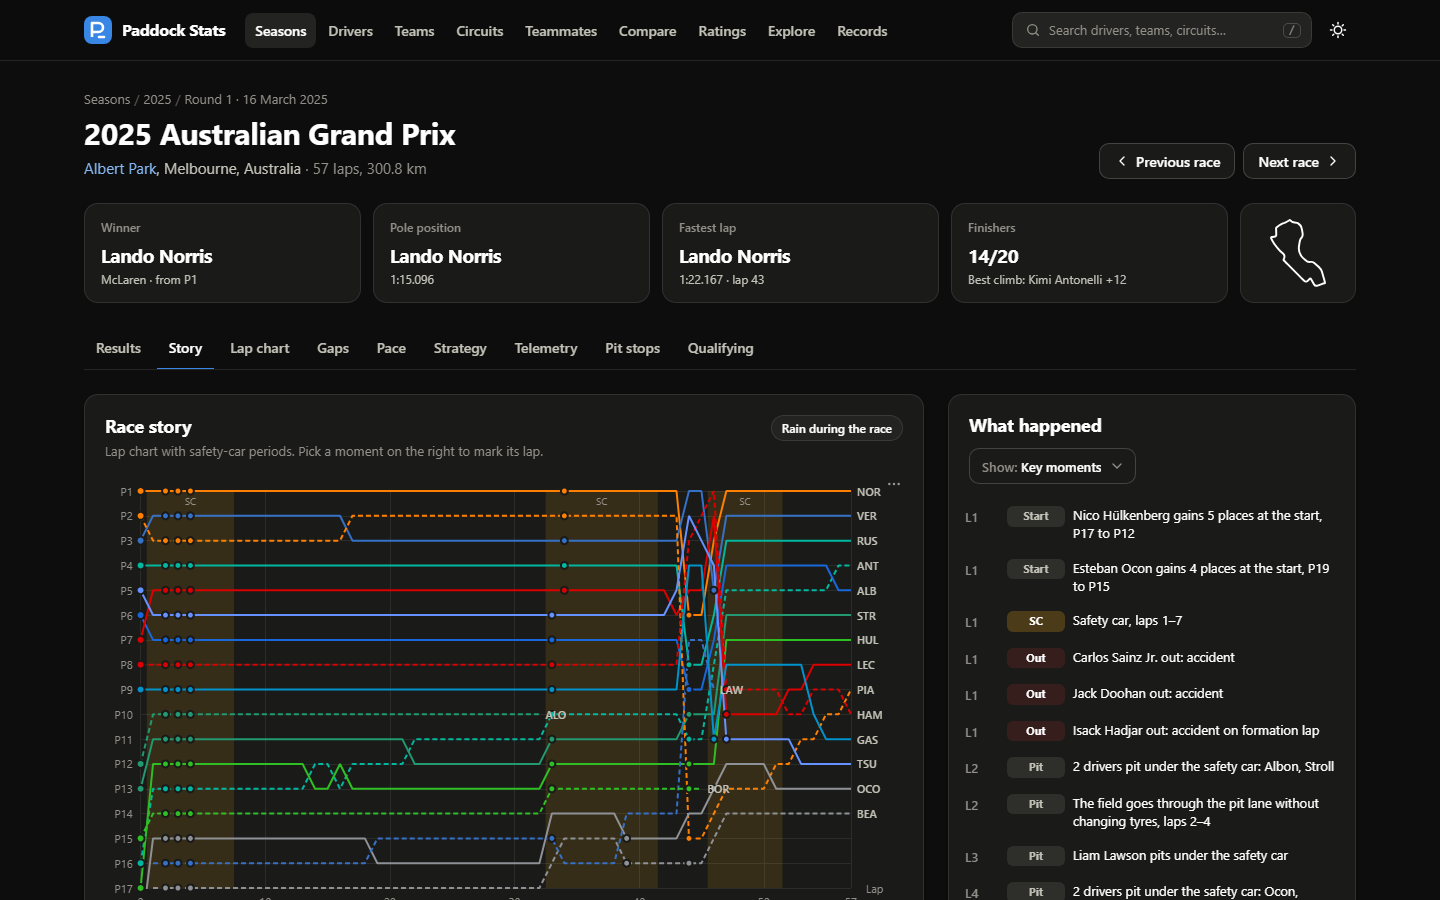 Paddock Stats
Seasons
Drivers
Teams
Circuits
Teammates
Compare
Ratings
Explore
Records
Search drivers, teams, circuits...
/
Seasons / 2025 / Round 1 · 16 March 2025
2025 Australian Grand Prix
Albert Park, Melbourne, Australia · 57 laps, 300.8 km
Previous race
Next race
Winner
Lando Norris
McLaren · from P1
Pole position
Lando Norris
1:15.096
Fastest lap
Lando Norris
1:22.167 · lap 43
Finishers
14/20
Best climb: Kimi Antonelli +12
Results
Story
Lap chart
Gaps
Pace
Strategy
Telemetry
Pit stops
Qualifying
Race story
Lap chart with safety-car periods. Pick a moment on the right to mark its lap.
Rain during the race
P1
P2
P3
P4
P5
P6
P7
P8
P9
P10
P11
P12
P13
P14
P15
P16
P17
SC
SC
SC
ALO
LAW
BOR
NOR
VER
RUS
ANT
ALB
STR
HUL
LEC
PIA
HAM
GAS
TSU
OCO
BEA
Lap
What happened
Show: Key moments
L1 Start Nico Hülkenberg gains 5 places at the start,
P17 to P12
L1 Start Esteban Ocon gains 4 places at the start, P19
to P15
L1 SC Safety car, laps 1–7
L1 Out Carlos Sainz Jr. out: accident
L1 Out Jack Doohan out: accident
L1 Out Isack Hadjar out: accident on formation lap
L2 Pit 2 drivers pit under the safety car: Albon, Stroll
L2 Pit The field goes through the pit lane without
changing tyres, laps 2–4
L3 Pit Liam Lawson pits under the safety car
L4 Pit 2 drivers pit under the safety car: Ocon,